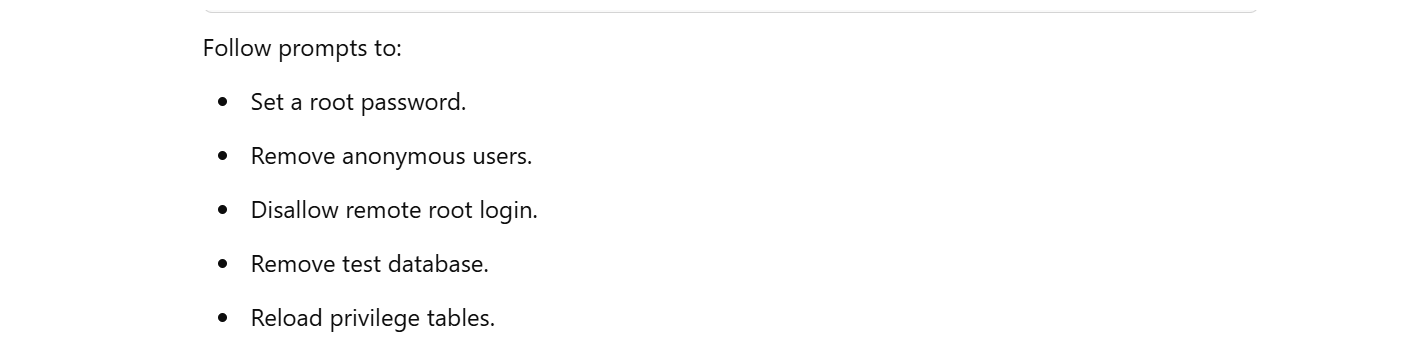 Follow prompts to:
• Set a root password.
• Remove anonymous users.
• Disallow remote root login.
• Remove test database.
• Reload privilege tables.